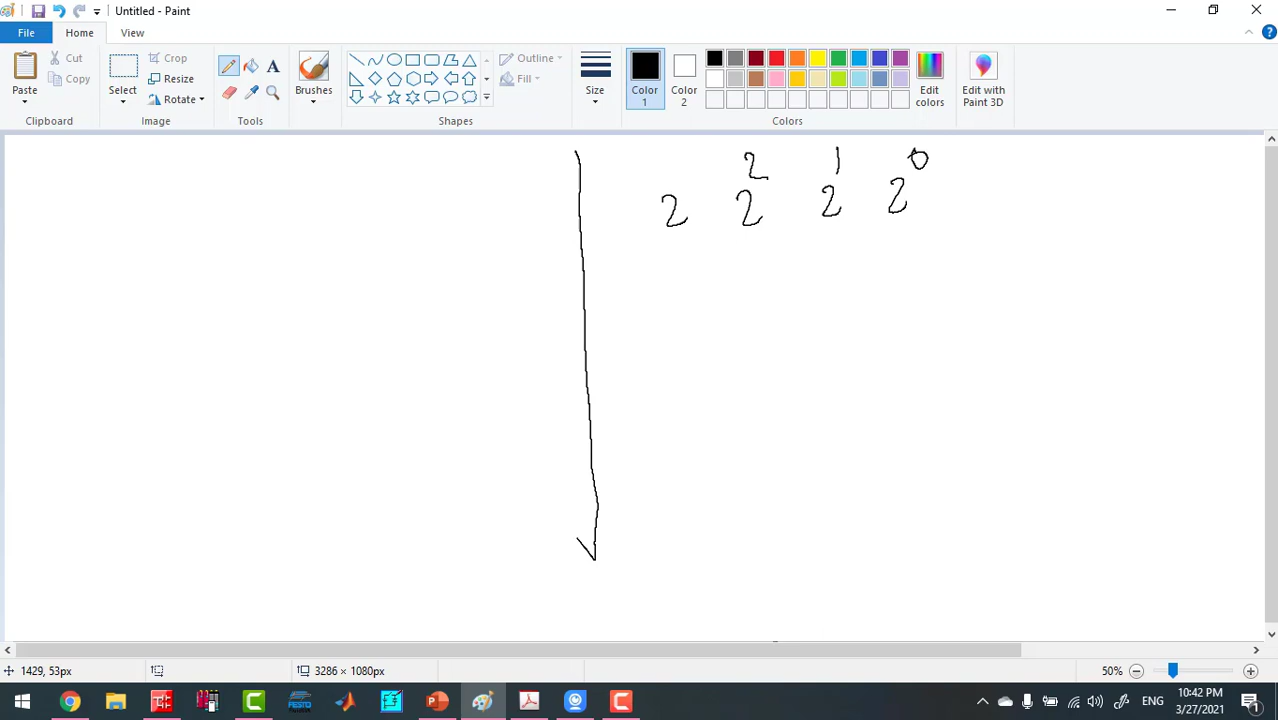 Untitled - Paint
File Home View
Paste
Cut
Copy
Clipboard
Select
Crop
Resize
Rotate
Image
A
Tools
Brushes
Outline
Fill
Shapes
Size
Color 1
Color 2
Edit colors
Colors
Edit with Paint 3D
2 1 0
2 2 2 2
1429, 53px
3286 × 1080px
50%
ENG
10:42 PM
3/27/2021